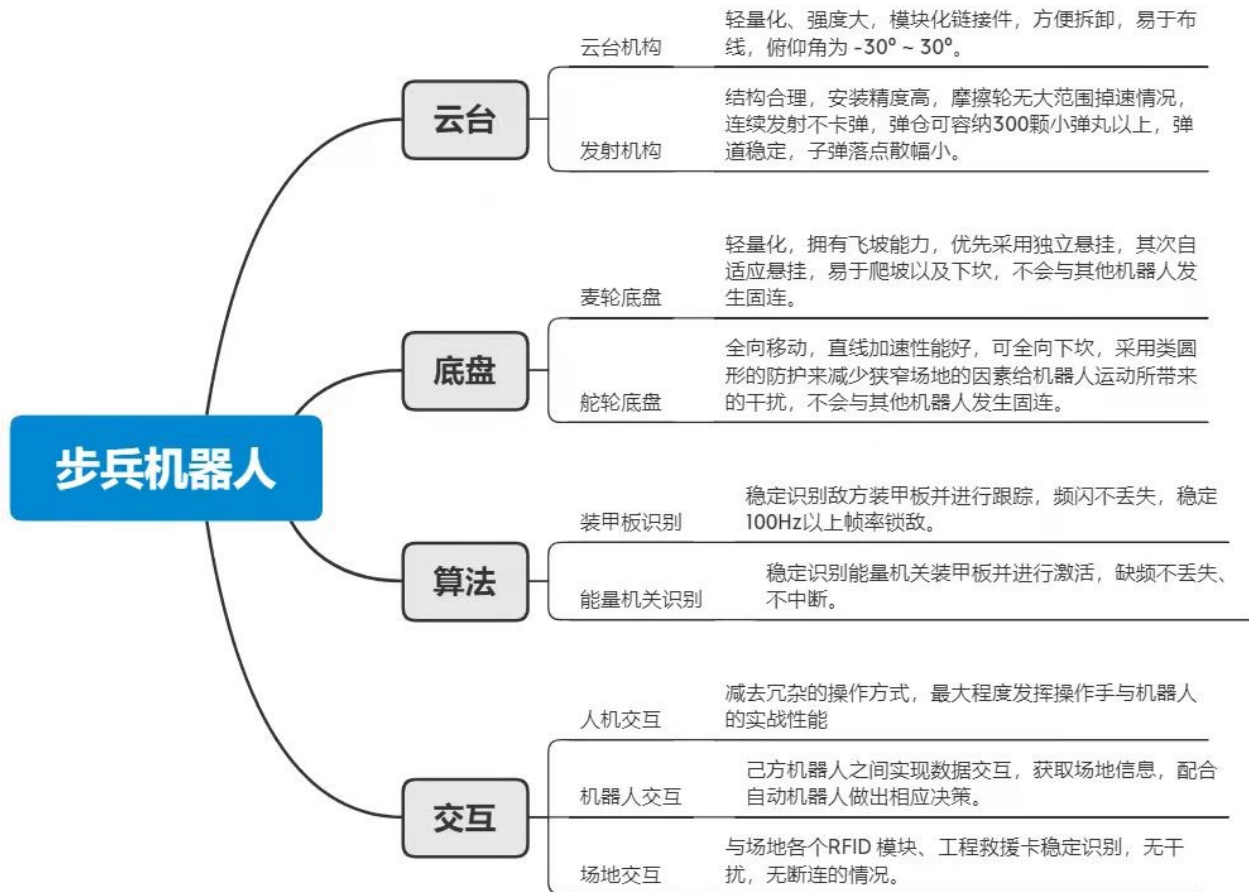 步兵机器人
云台
云台机构
轻量化、强度大，模块化链接件，方便拆卸，易于布
线，俯仰角为 -30° ~ 30°。
发射机构
结构合理，安装精度高，摩擦轮无大范围掉速情况，
连续发射不卡弹，弹仓可容纳300颗小弹丸以上，弹
道稳定，子弹落点散幅小。
底盘
麦轮底盘
轻量化，拥有飞坡能力，优先采用独立悬挂，其次自
适应悬挂，易于爬坡以及下坎，不会与其他机器人发
生固连。
舵轮底盘
全向移动，直线加速性能好，可全向下坎，采用类圆
形的防护来减少狭窄场地的因素给机器人运动所带来
的干扰，不会与其他机器人发生固连。
算法
装甲板识别
稳定识别敌方装甲板并进行跟踪，频闪不丢失，稳定
100Hz以上帧率锁敌。
能量机关识别
稳定识别能量机关装甲板并进行激活，缺频不丢失、
不中断。
交互
人机交互
减去冗杂的操作方式，最大程度发挥操作手与机器人
的实战性能
机器人交互
己方机器人之间实现数据交互，获取场地信息，配合
自动机器人做出相应决策。
场地交互
与场地各个RFID 模块、工程救援卡稳定识别，无干
扰，无断连的情况。